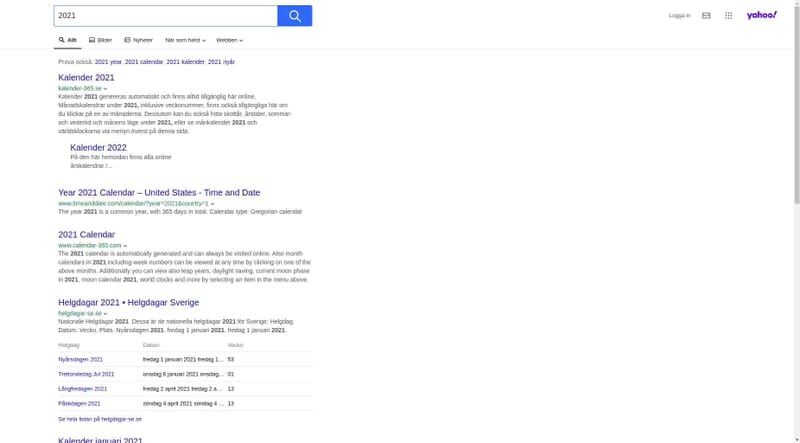 2021
Logga in
yahoo!
Allt Bilder Nyheter När som helst Webben
Prova också: 2021 year, 2021 calendar, 2021 kalender, 2021 nyår
Kalender 2021
kalender-365.se
Kalender 2021 genereras automatiskt och finns alltid tillgänglig här online.
Månadskalendrar under 2021, inklusive veckonummer, finns också tillgängliga här om
du klickar på en av månaderna. Dessutom kan du också hitta skottår, årstider, sommar-
och vintertid och månens läge under 2021, eller se månkalender 2021 och
världsklockorna via menyn överst på denna sida.
Kalender 2022
På den här hemsidan finns alla online
årskalendrar /...
Year 2021 Calendar – United States - Time and Date
www.timeanddate.com/calendar/?year=2021&country=1
The year 2021 is a common year, with 365 days in total. Calendar type: Gregorian calendar
2021 Calendar
www.calendar-365.com
The 2021 calendar is automatically generated and can always be visited online. Also month
calendars in 2021 including week numbers can be viewed at any time by clicking on one of the
above months. Additionally you can view also leap years, daylight saving, current moon phase
in 2021, moon calendar 2021, world clocks and more by selecting an item in the menu above.
Helgdagar 2021 • Helgdagar Sverige
helgdagar-se.se
Nationale Helgdagar 2021. Dessa är de nationella helgdagar 2021 för Sverige: Helgdag.
Datum. Vecko. Plats. Nyårsdagen 2021. fredag 1 januari 2021. fredag 1 januari 2021.
Helgdag Datum Vecko
Nyårsdagen 2021 fredag 1 januari 2021 fredag 1... 53
Trettondedag Jul 2021 onsdag 6 januari 2021 onsdag... 01
Långfredagen 2021 fredag 2 april 2021 fredag 2 a... 13
Påskdagen 2021 söndag 4 april 2021 söndag 4 ... 13
Se hela listan på helgdagar-se.se
Kalender januari 2021